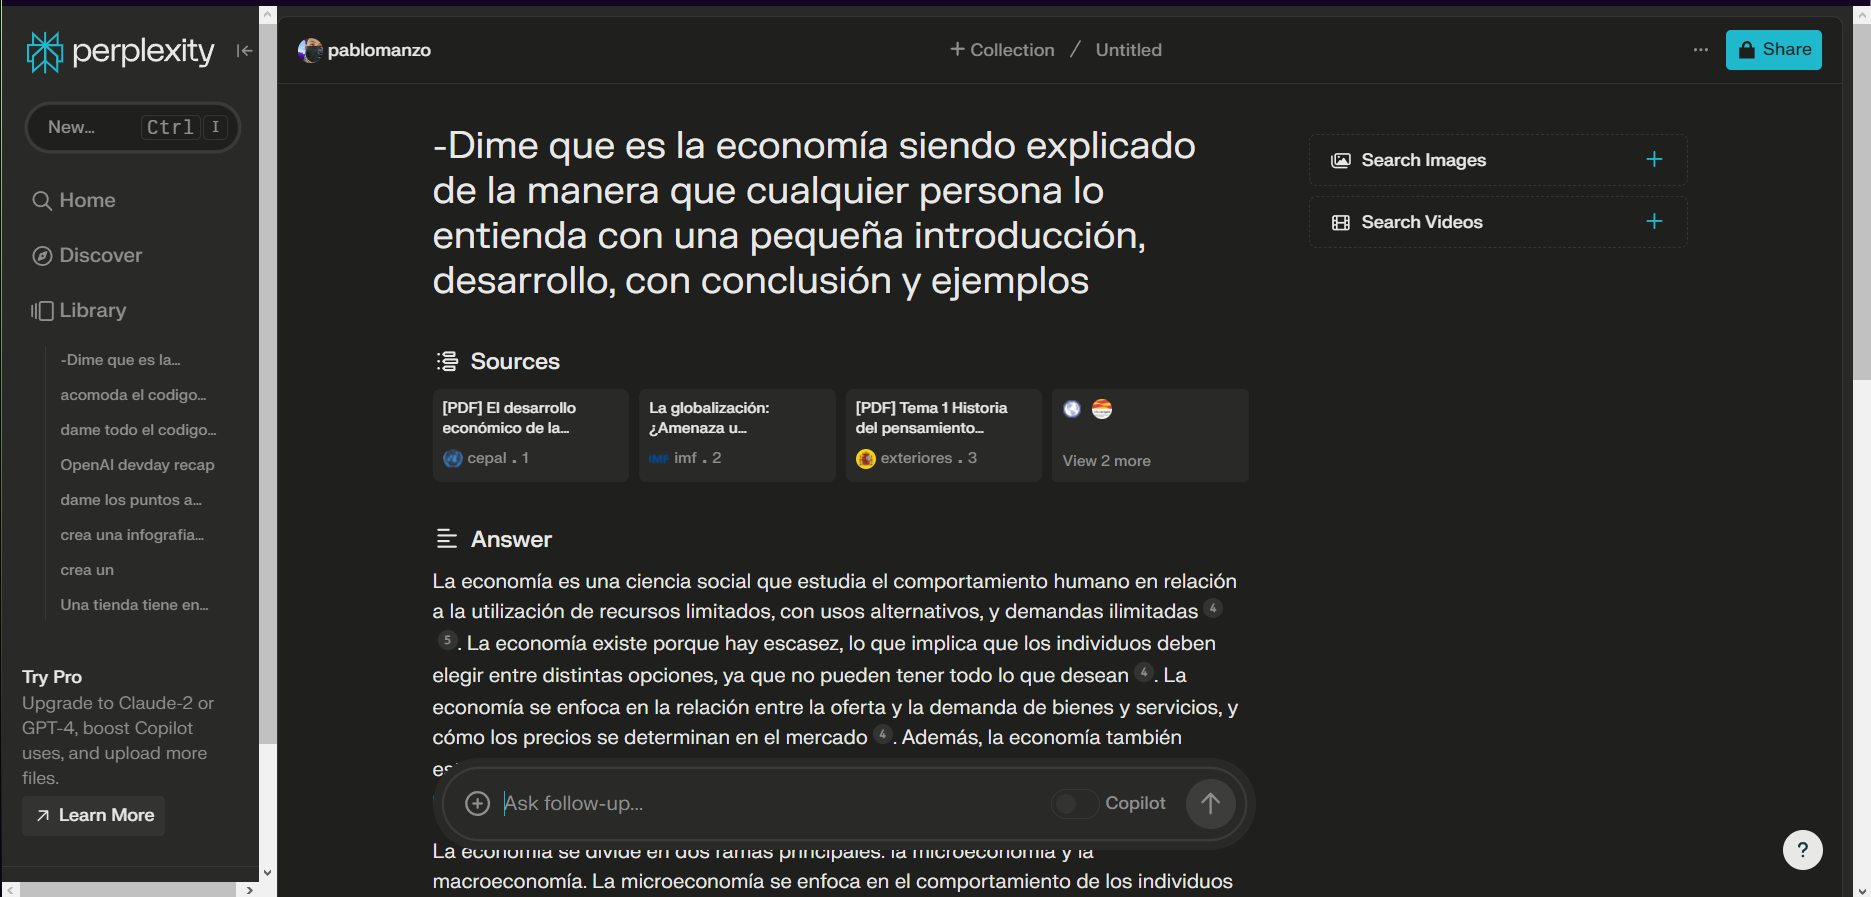 perplexity
New...
Ctrl I
Home
Discover
Library
-Dime que es la...
acomoda el codigo...
dame todo el codigo...
OpenAI devday recap
dame los puntos a...
crea una infografia...
crea un
Una tienda tiene en...
Try Pro
Upgrade to Claude-2 or
GPT-4, boost Copilot
uses, and upload more
files.
Learn More
pablomanzo
+ Collection / Untitled
Share
-Dime que es la economía siendo explicado
de la manera que cualquier persona lo
entienda con una pequeña introducción,
desarrollo, con conclusión y ejemplos
Sources
[PDF] El desarrollo
económico de la...
cepal . 1
La globalización:
¿Amenaza u...
IMF imf . 2
[PDF] Tema 1 Historia
del pensamiento...
exteriores . 3
View 2 more
Answer
La economía es una ciencia social que estudia el comportamiento humano en relación
a la utilización de recursos limitados, con usos alternativos, y demandas ilimitadas 4
5 . La economía existe porque hay escasez, lo que implica que los individuos deben
elegir entre distintas opciones, ya que no pueden tener todo lo que desean 4 . La
economía se enfoca en la relación entre la oferta y la demanda de bienes y servicios, y
cómo los precios se determinan en el mercado 4 . Además, la economía también
Ask follow-up...
Copilot
La economía se divide en dos ramas principales: la microeconomía y la
macroeconomía. La microeconomía se enfoca en el comportamiento de los individuos
Search Images
Search Videos
?